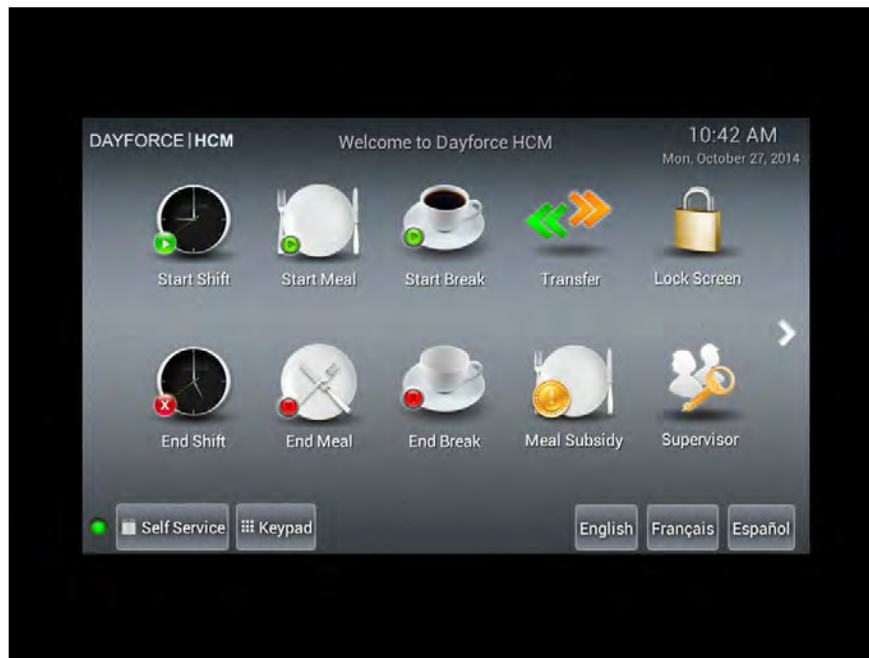 DAYFORCE | HCM
Welcome to Dayforce HCM
10:42 AM
Mon, October 27, 2014
Start Shift
Start Meal
Start Break
Transfer
Lock Screen
End Shift
End Meal
End Break
Meal Subsidy
Supervisor
Self Service
Keypad
English
Français
Español